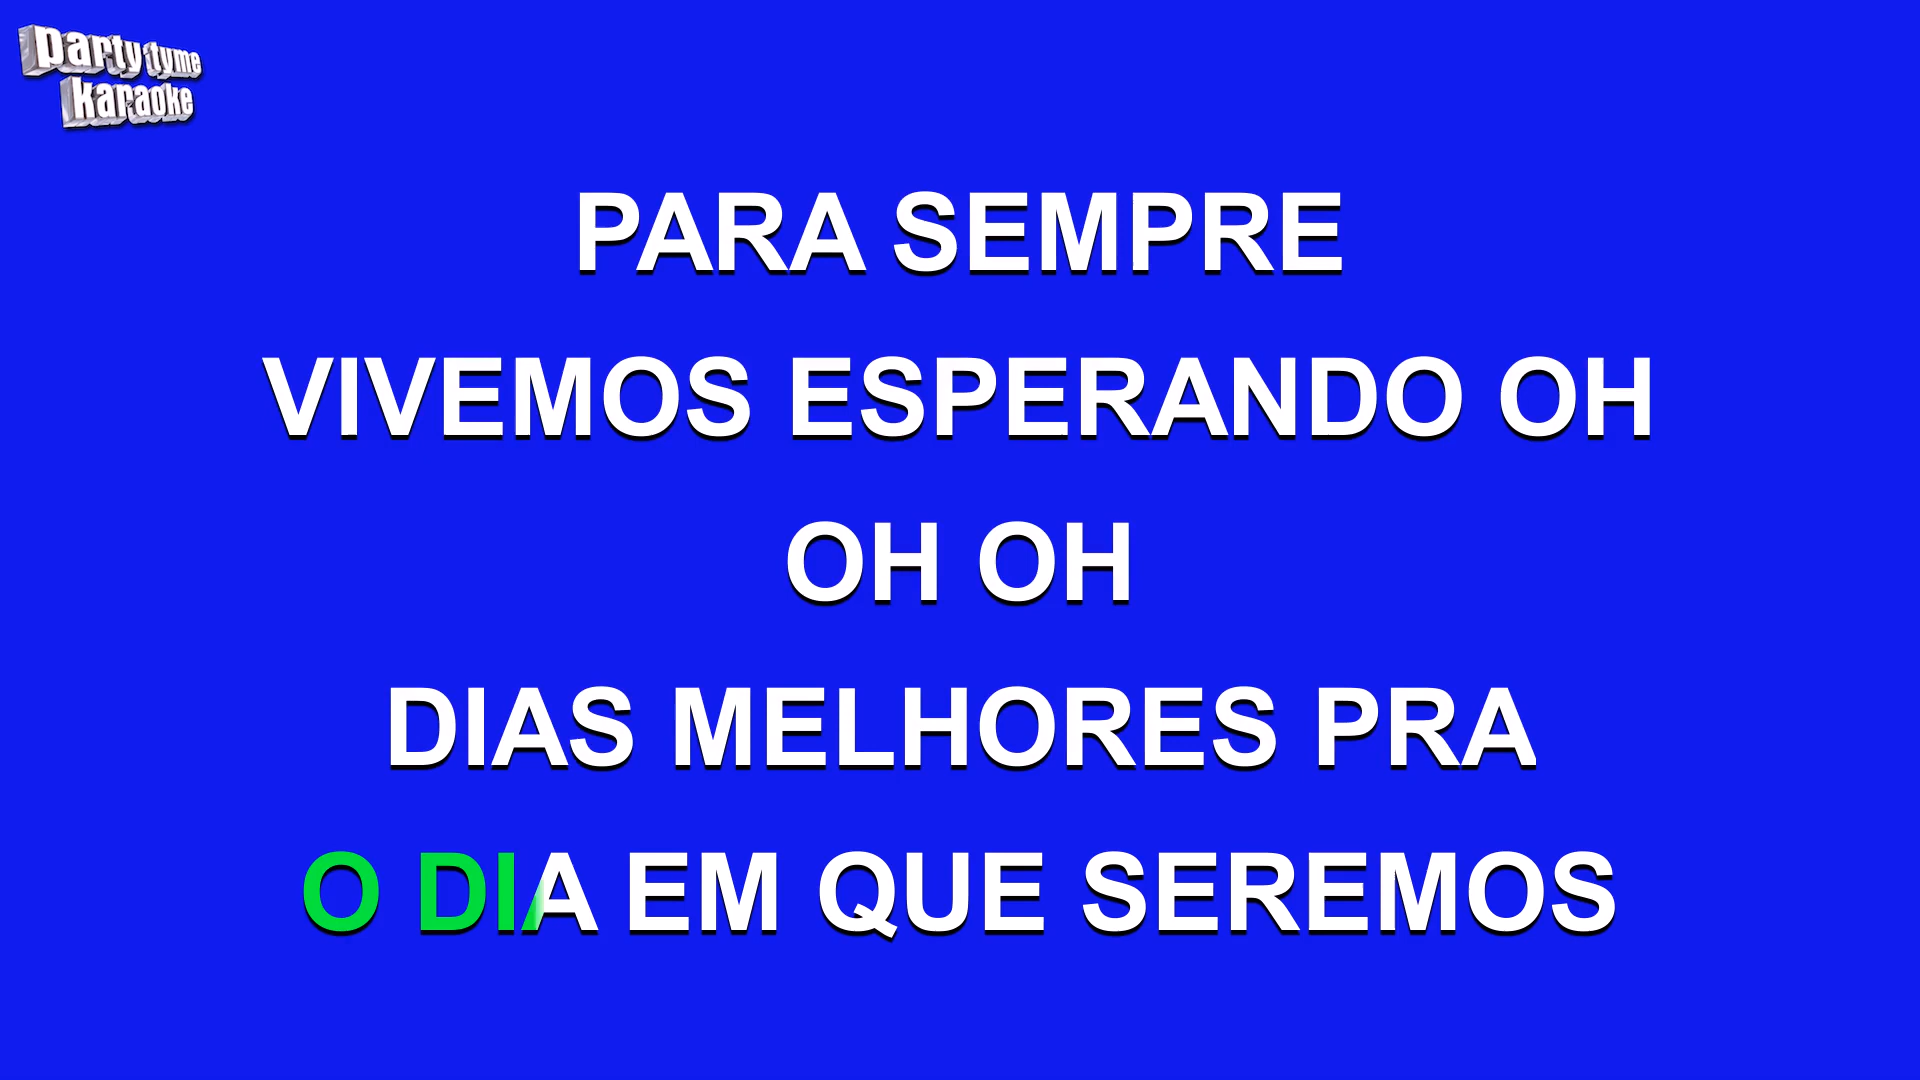 party tyme
karaoke
PARA SEMPRE
VIVEMOS ESPERANDO OH
OH OH
DIAS MELHORES PRA
O DIA EM QUE SEREMOS